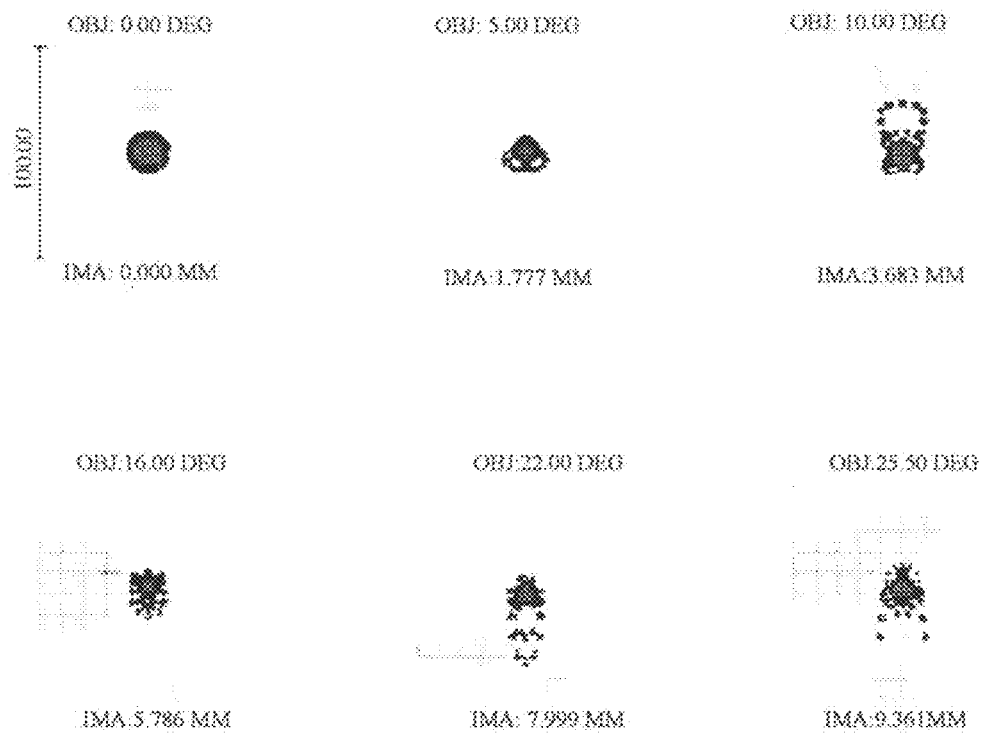 OBJ: 0.00 DEG
OBJ: 5.00 DEG
OBJ: 10.00 DEG
100.00
IMA: 0.000 MM
IMA:1.777 MM
IMA:3.683 MM
OBJ:16.00 DEG
OBJ:22.00 DEG
OBJ:25.50 DEG
IMA:5.786 MM
IMA: 7.999 MM
IMA:9.361MM